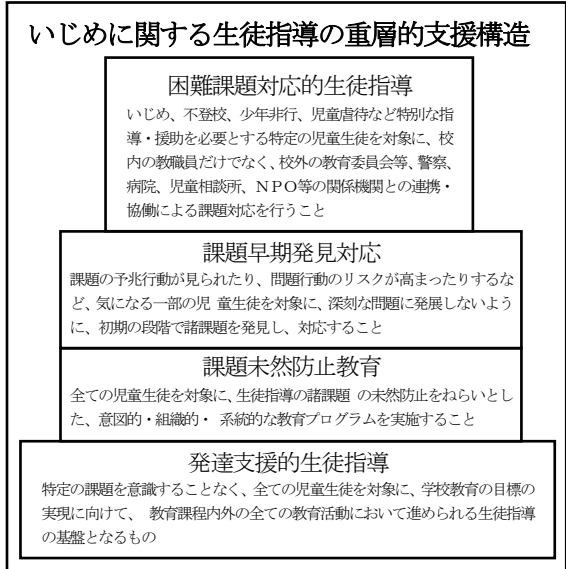 いじめに関する生徒指導の重層的支援構造
困難課題対応的生徒指導
いじめ、不登校、少年非行、児童虐待など特別な指
導・援助を必要とする特定の児童生徒を対象に、校
内の教職員だけでなく、校外の教育委員会等、警察、
病院、児童相談所、ＮＰＯ等の関係機関との連携・
協働による課題対応を行うこと
課題早期発見対応
課題の予兆行動が見られたり、問題行動のリスクが高まったりするな
ど、気になる一部の児 童生徒を対象に、深刻な問題に発展しないよう
に、初期の段階で諸課題を発見し、対応すること
課題未然防止教育
全ての児童生徒を対象に、生徒指導の諸課題 の未然防止をねらいとし
た、意図的・組織的・ 系統的な教育プログラムを実施すること
発達支援的生徒指導
特定の課題を意識することなく、全ての児童生徒を対象に、学校教育の目標の
実現に向けて、 教育課程内外の全ての教育活動において進められる生徒指導
の基盤となるもの